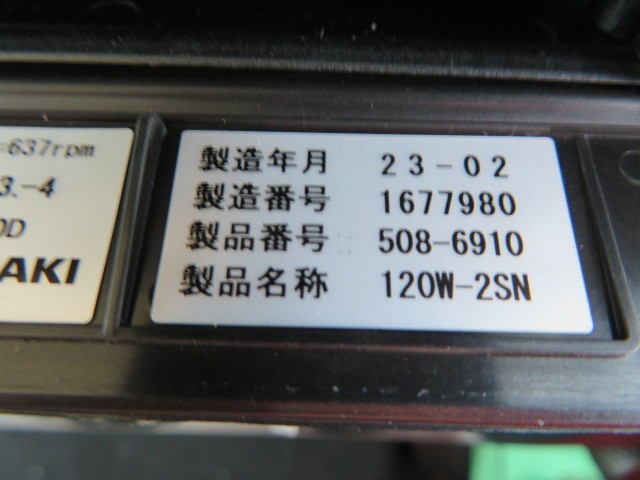 =637rpm
3.-4
0D
AKI
製造年月 23-02
製造番号 1677980
製品番号 508-6910
製品名称 120W-2SN